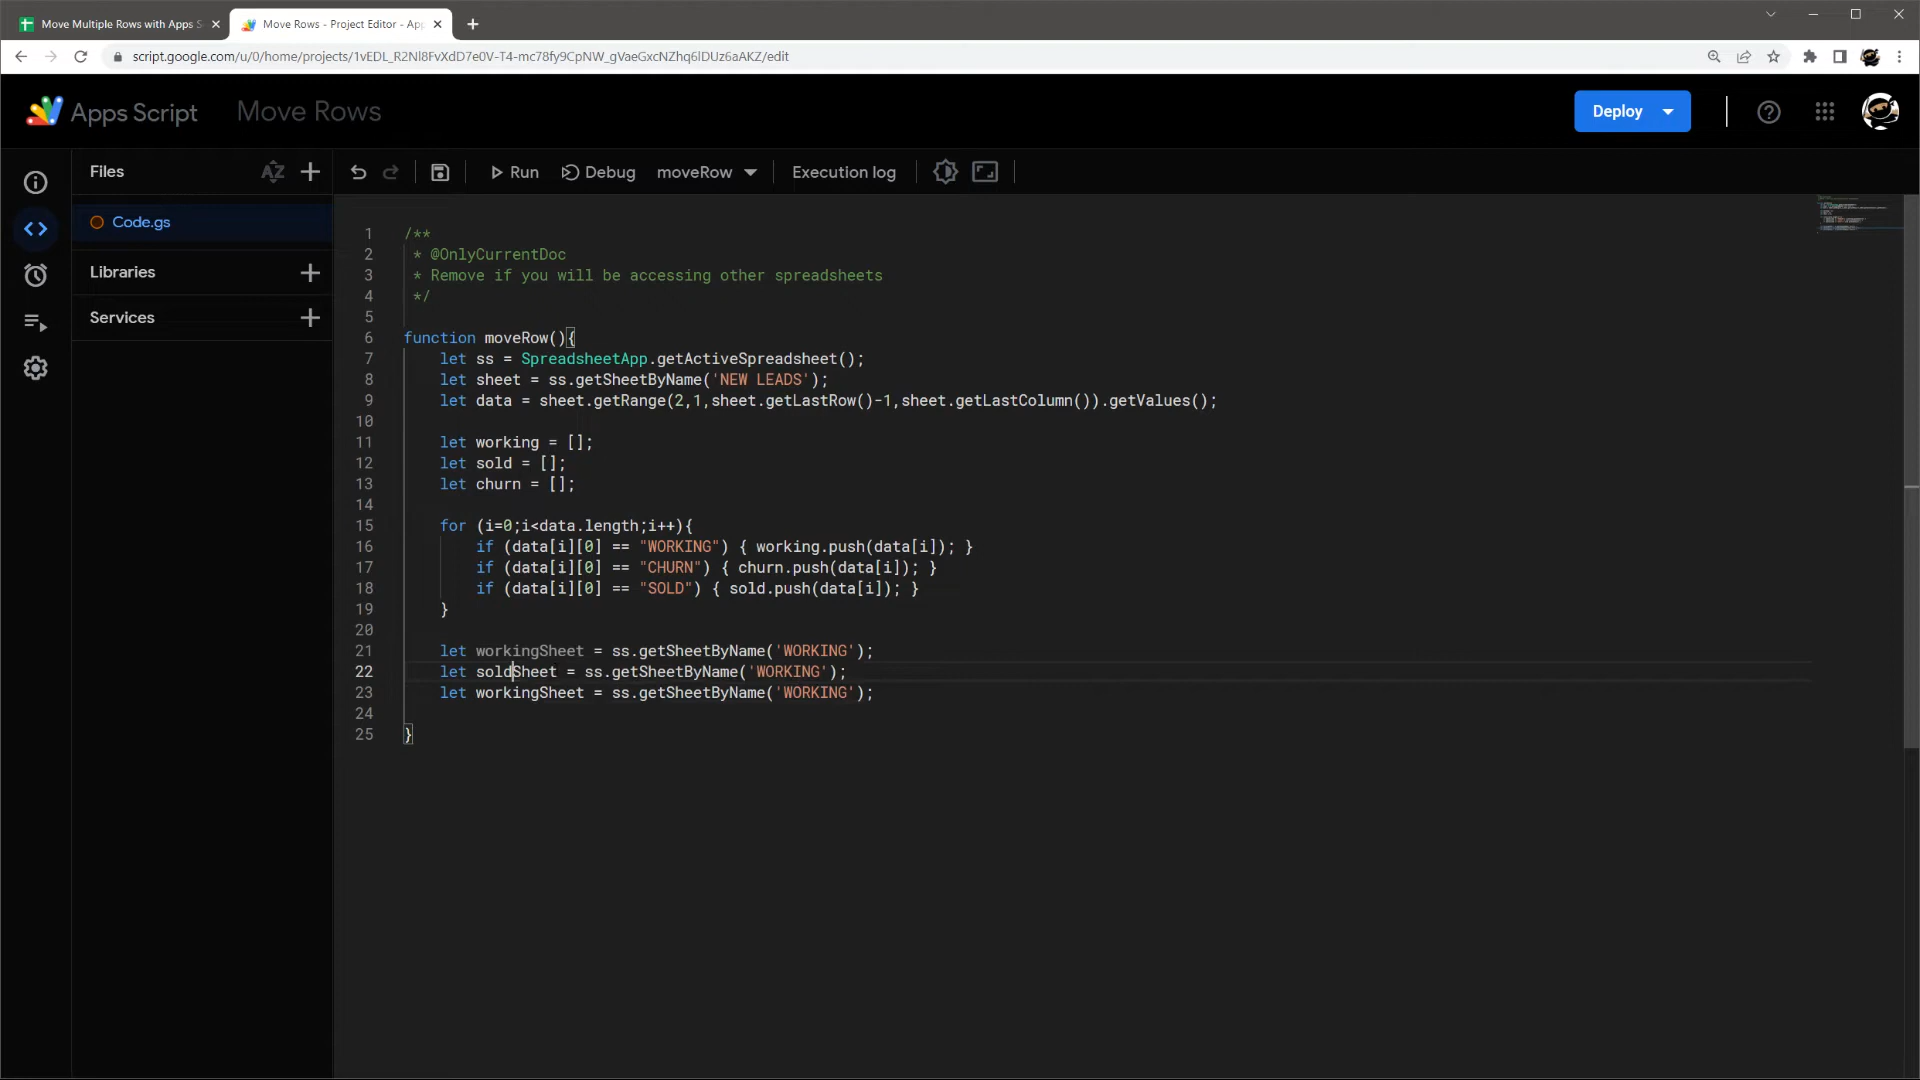 Move Multiple Rows with Apps S
Move Rows - Project Editor - App
script.google.com/u/0/home/projects/1vEDL_R2Nl8FvXdD7e0V-T4-mc78fy9CpNW_gVaeGxcNZhq6lDUz6aAKZ/edit
Apps Script
Move Rows
Deploy
Files
Run
Debug
moveRow
Execution log
Code.gs
Libraries
Services
1 /**
2 * @OnlyCurrentDoc
3 * Remove if you will be accessing other spreadsheets
4 */
5
6 function moveRow(){
7 let ss = SpreadsheetApp.getActiveSpreadsheet();
8 let sheet = ss.getSheetByName('NEW LEADS');
9 let data = sheet.getRange(2,1,sheet.getLastRow()-1,sheet.getLastColumn()).getValues();
10
11 let working = [];
12 let sold = [];
13 let churn = [];
14
15 for (i=0;i<data.length;i++){
16 if (data[i][0] == "WORKING") { working.push(data[i]); }
17 if (data[i][0] == "CHURN") { churn.push(data[i]); }
18 if (data[i][0] == "SOLD") { sold.push(data[i]); }
19 }
20
21 let workingSheet = ss.getSheetByName('WORKING');
22 let soldSheet = ss.getSheetByName('WORKING');
23 let workingSheet = ss.getSheetByName('WORKING');
24
25 }